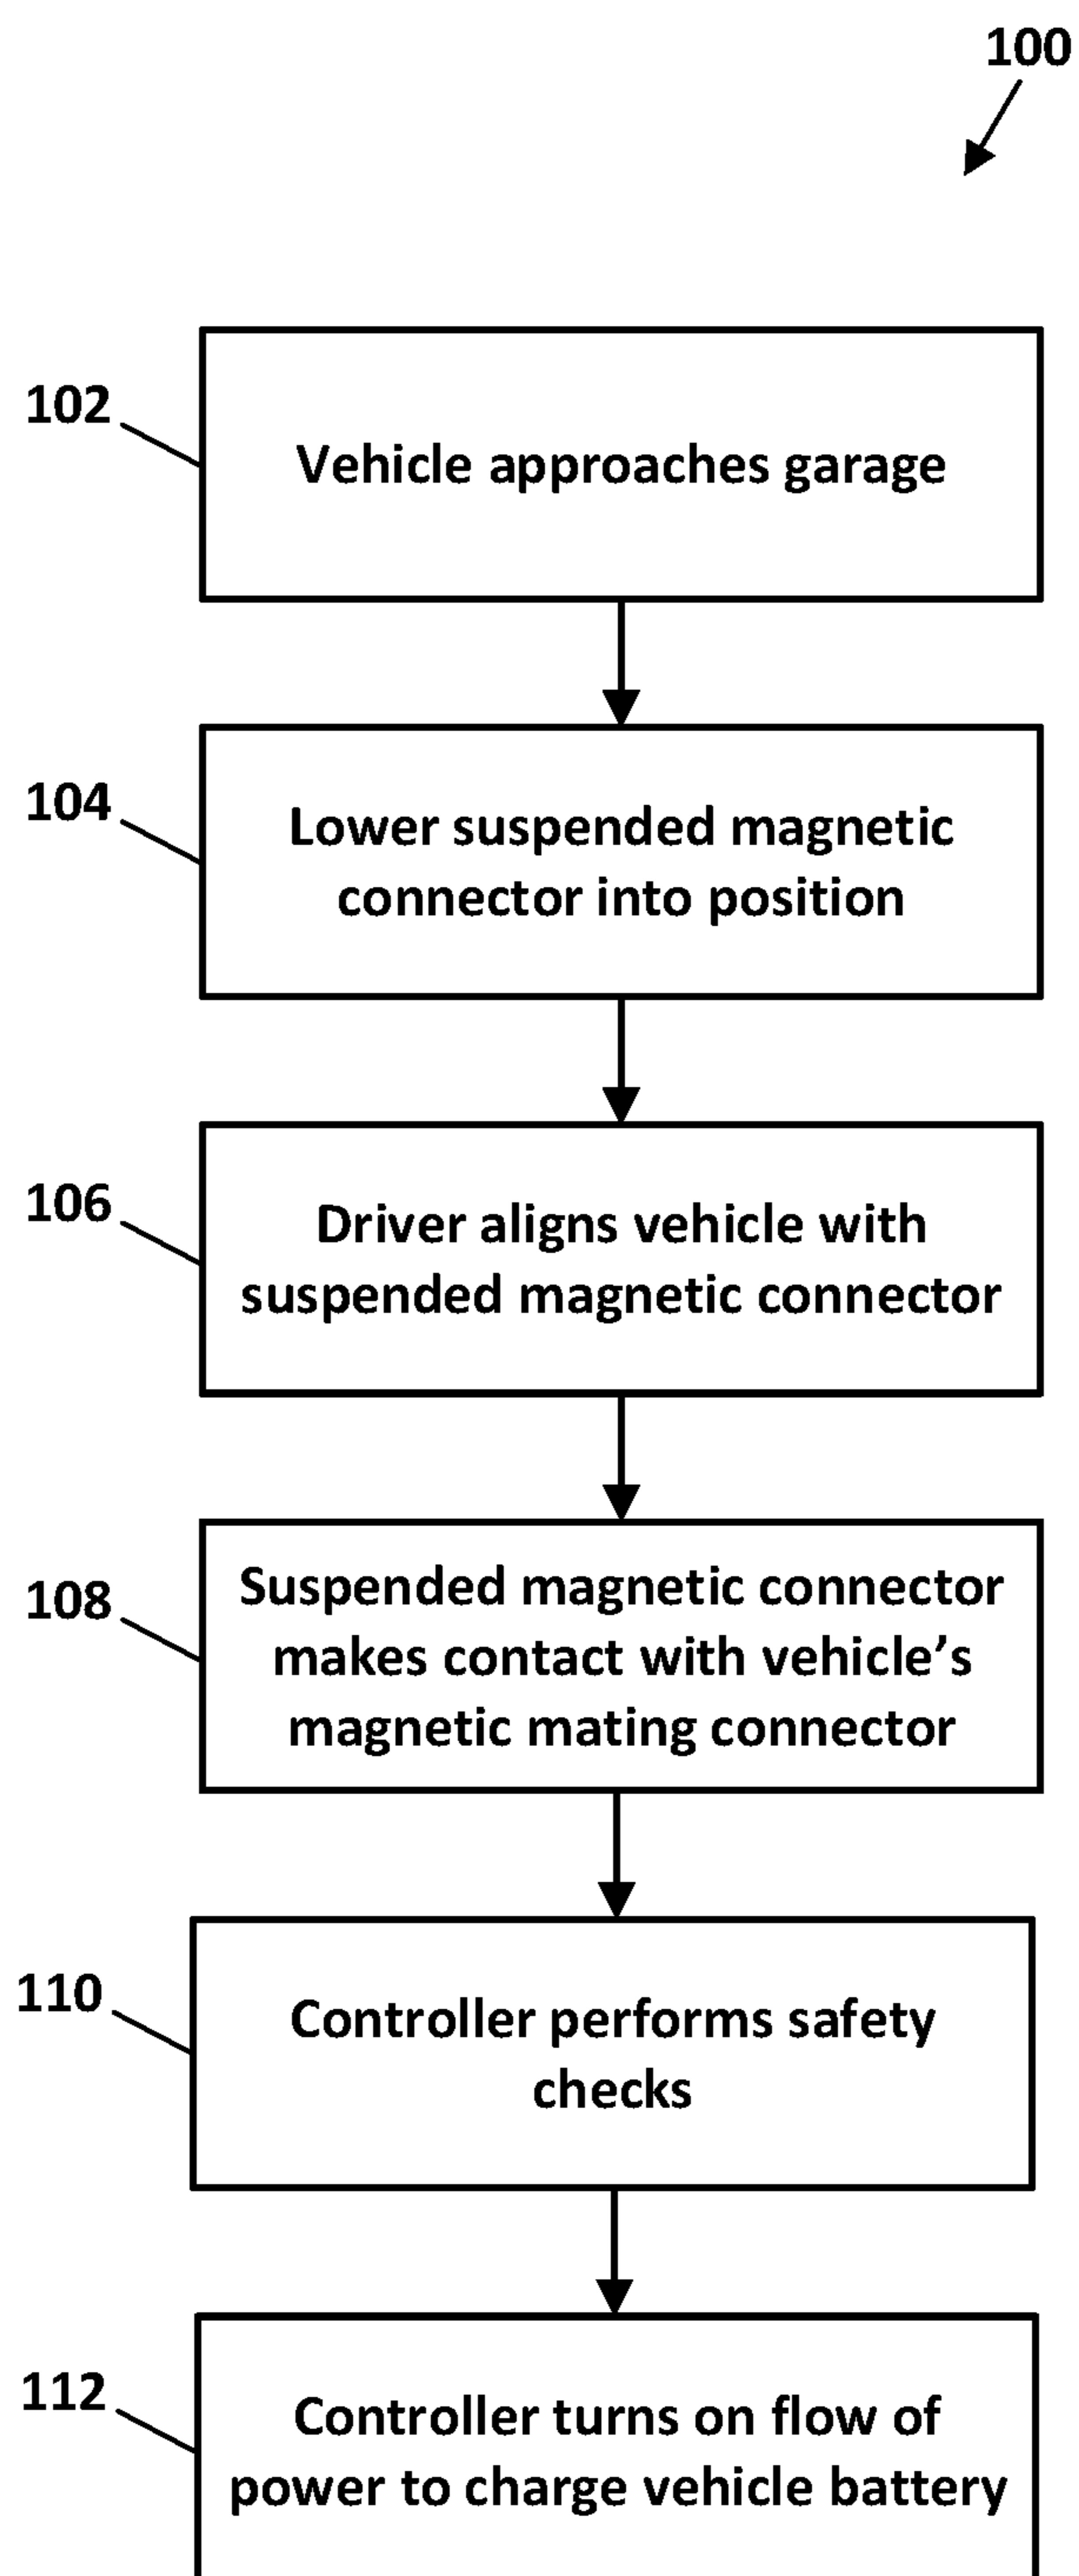 100
102
Vehicle approaches garage
104
Lower suspended magnetic
connector into position
106
Driver aligns vehicle with
suspended magnetic connector
108
Suspended magnetic connector
makes contact with vehicle’s
magnetic mating connector
110
Controller performs safety
checks
112
Controller turns on flow of
power to charge vehicle battery